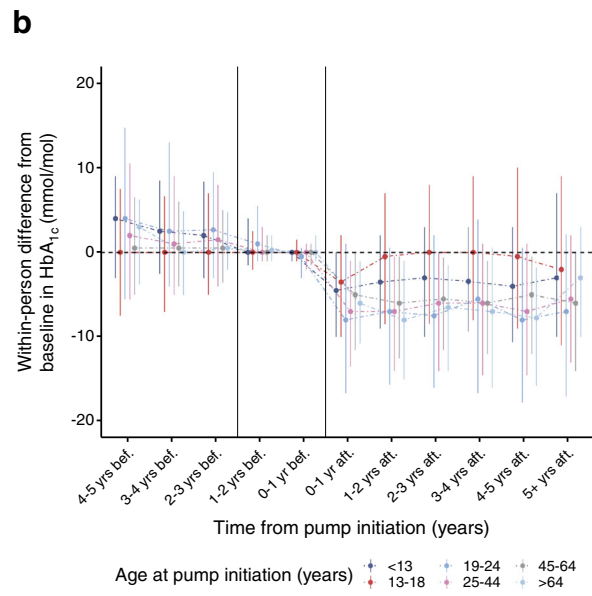 b
Within-person difference from
baseline in HbA1c (mmol/mol)
20
10
0
-10
-20
4-5 yrs bef.
3-4 yrs bef.
2-3 yrs bef.
1-2 yrs bef.
0-1 yr bef.
0-1 yr aft.
1-2 yrs aft.
2-3 yrs aft.
3-4 yrs aft.
4-5 yrs aft.
5+ yrs aft.
Time from pump initiation (years)
Age at pump initiation (years)
<13 19-24 45-64
13-18 25-44 >64